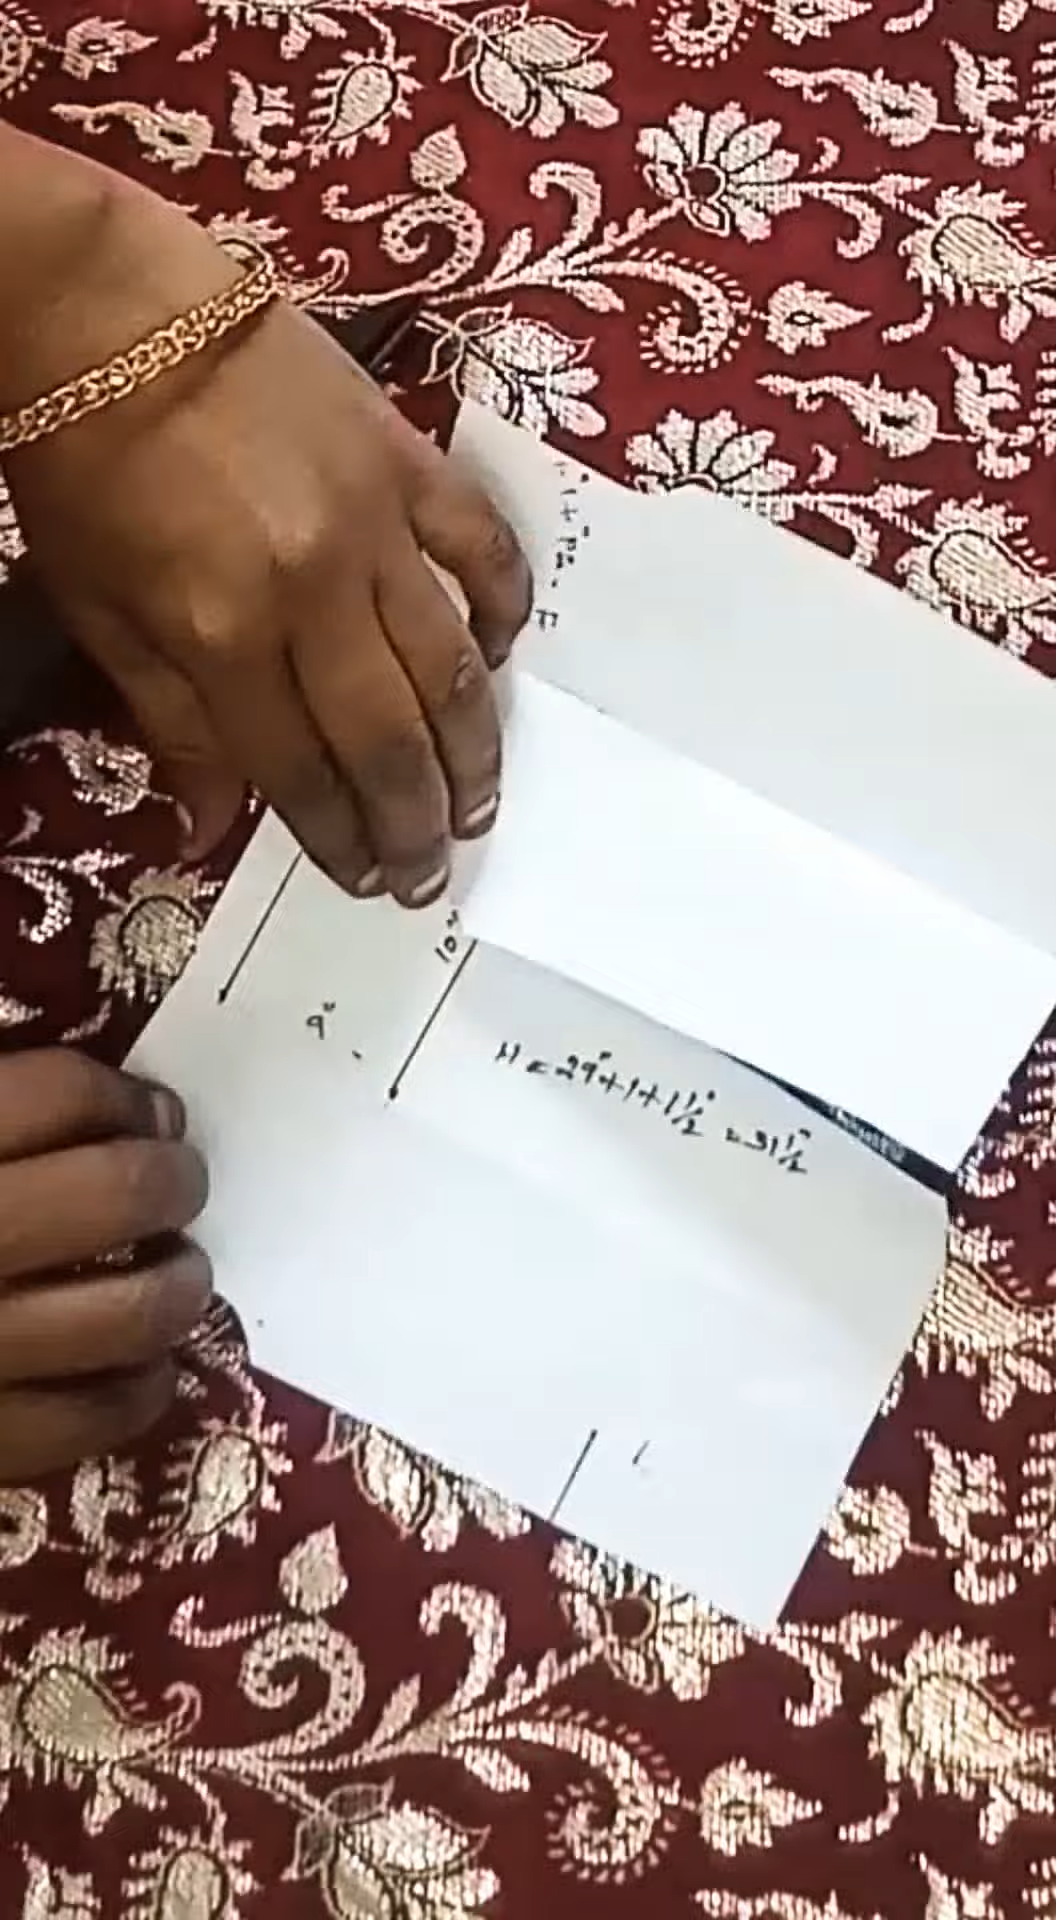 10"
9"
H = 29"+1+1½" = 31½"